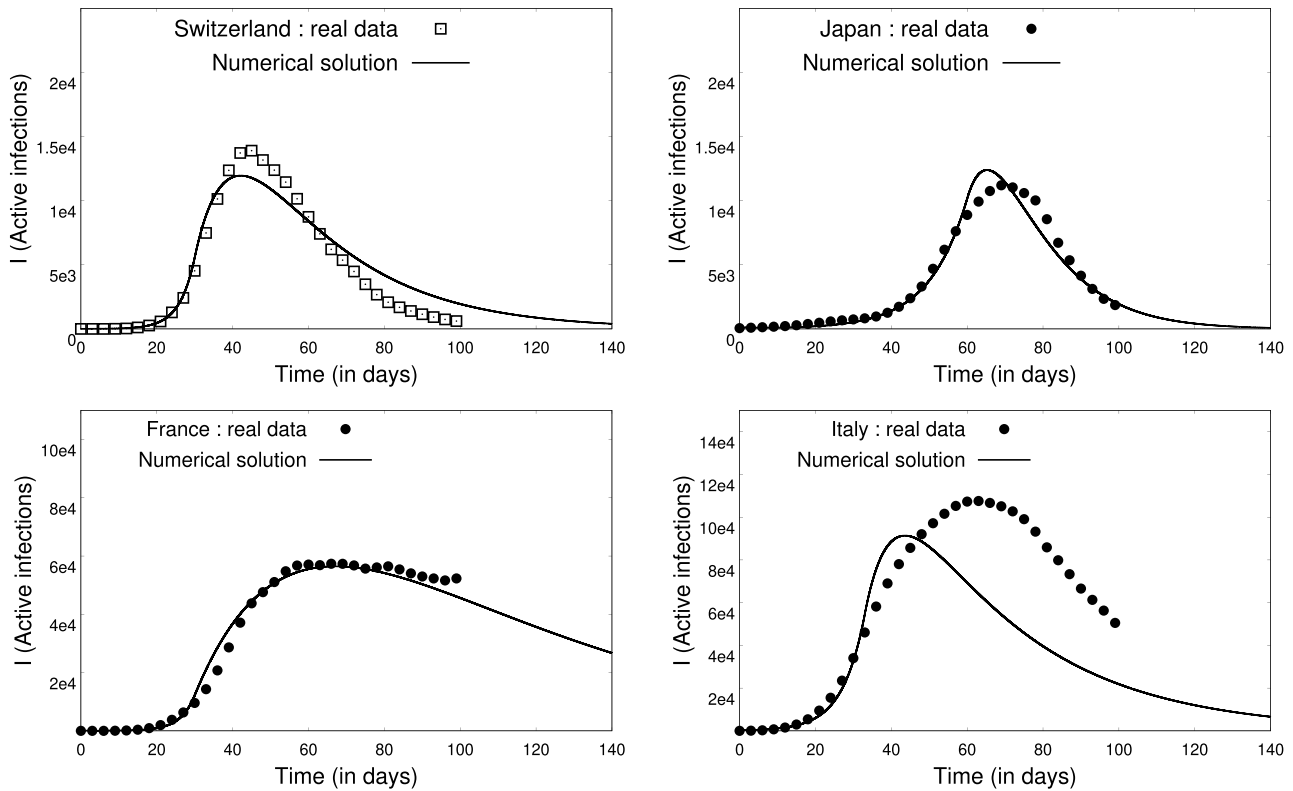 Switzerland : real data
Numerical solution
2e4
1.5e4
1e4
5e3
0
I (Active infections)
0 20 40 60 80 100 120 140
Time (in days)
Japan : real data
Numerical solution
2e4
1.5e4
1e4
5e3
0
I (Active infections)
0 20 40 60 80 100 120 140
Time (in days)
France : real data
Numerical solution
10e4
8e4
6e4
4e4
2e4
I (Active infections)
0 20 40 60 80 100 120 140
Time (in days)
Italy : real data
Numerical solution
14e4
12e4
10e4
8e4
6e4
4e4
2e4
I (Active infections)
0 20 40 60 80 100 120 140
Time (in days)